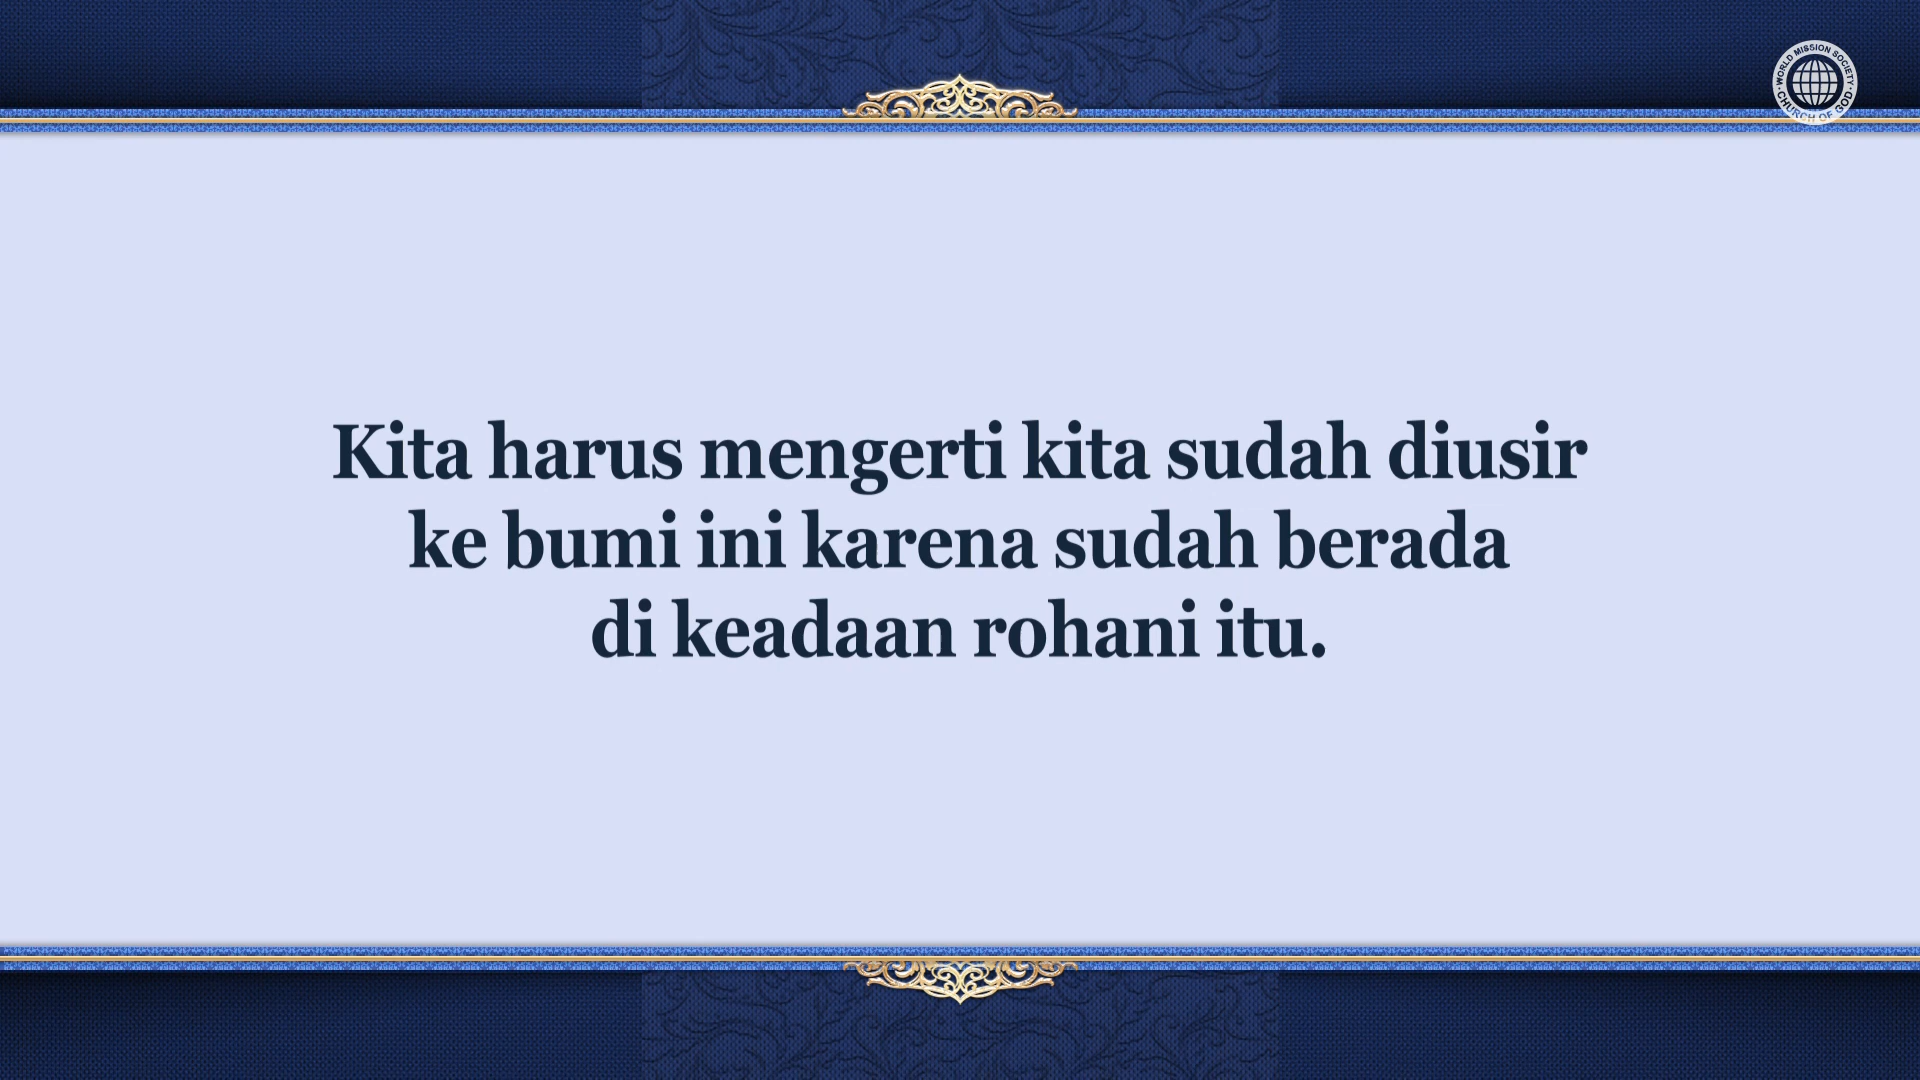 WORLD MISSION SOCIETY
CHURCH OF GOD
Kita harus mengerti kita sudah diusir
ke bumi ini karena sudah berada
di keadaan rohani itu.